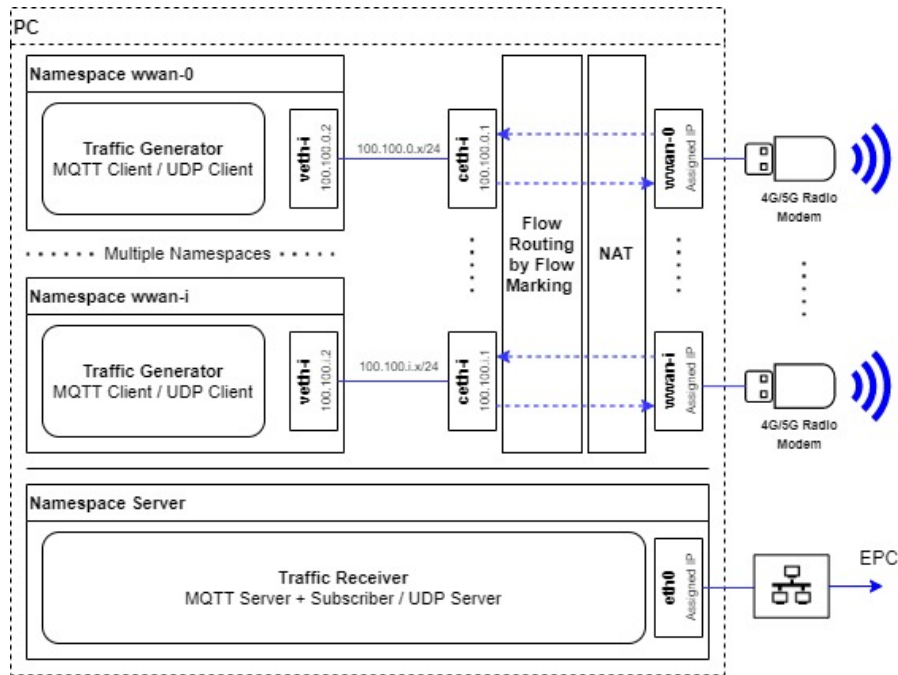 PC
Namespace wwan-0
Traffic Generator
MQTT Client / UDP Client
veth-i
100.100.0.2
100.100.0.x/24
ceth-i
100.100.0.1
Flow
Routing
by Flow
Marking
NAT
wwan-0
Assigned IP
4G/5G Radio
Modem
Multiple Namespaces
Namespace wwan-i
Traffic Generator
MQTT Client / UDP Client
veth-i
100.100.i.2
100.100.i.x/24
ceth-i
100.100.i.1
wwan-i
Assigned IP
4G/5G Radio
Modem
Namespace Server
Traffic Receiver
MQTT Server + Subscriber / UDP Server
eth0
Assigned IP
EPC